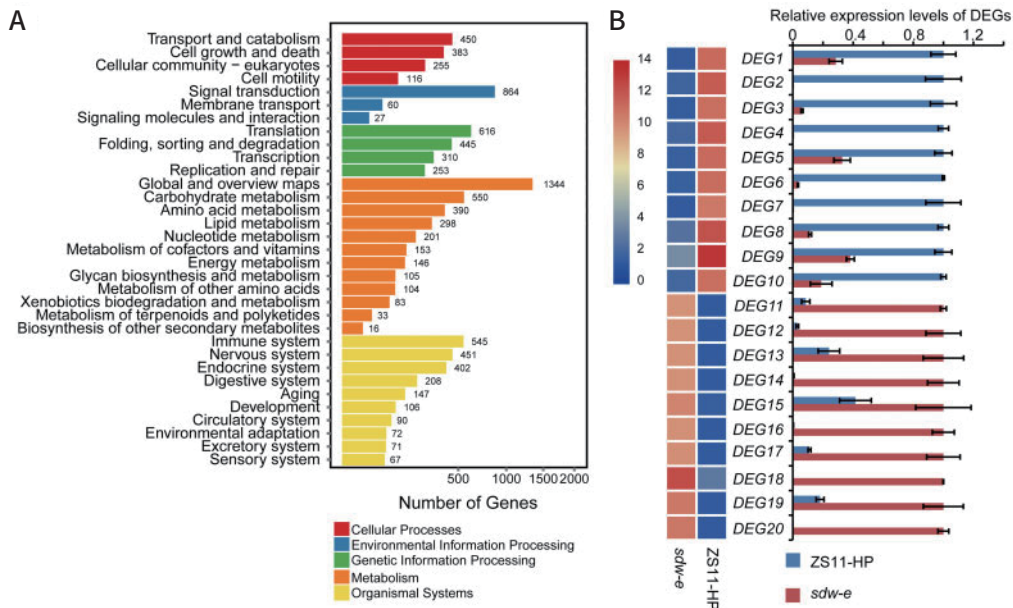 A
Transport and catabolism 450
Cell growth and death 383
Cellular community – eukaryotes 255
Cell motility 116
Signal transduction 864
Membrane transport 60
Signaling molecules and interaction 27
Translation 616
Folding, sorting and degradation 445
Transcription 310
Replication and repair 253
Global and overview maps 1344
Carbohydrate metabolism 550
Amino acid metabolism 390
Lipid metabolism 298
Nucleotide metabolism 201
Metabolism of cofactors and vitamins 153
Energy metabolism 146
Glycan biosynthesis and metabolism 105
Metabolism of other amino acids 104
Xenobiotics biodegradation and metabolism 83
Metabolism of terpenoids and polyketides 33
Biosynthesis of other secondary metabolites 16
Immune system 545
Nervous system 451
Endocrine system 402
Digestive system 208
Aging 147
Development 106
Circulatory system 90
Environmental adaptation 72
Excretory system 71
Sensory system 67
500 1000 1500 2000
Number of Genes
Cellular Processes
Environmental Information Processing
Genetic Information Processing
Metabolism
Organismal Systems
B
Relative expression levels of DEGs
0 0.4 0.8 1,2
14
12
10
8
6
4
2
0
DEG1
DEG2
DEG3
DEG4
DEG5
DEG6
DEG7
DEG8
DEG9
DEG10
DEG11
DEG12
DEG13
DEG14
DEG15
DEG16
DEG17
DEG18
DEG19
DEG20
sdw-e
ZS11-HP
ZS11-HP
sdw-e